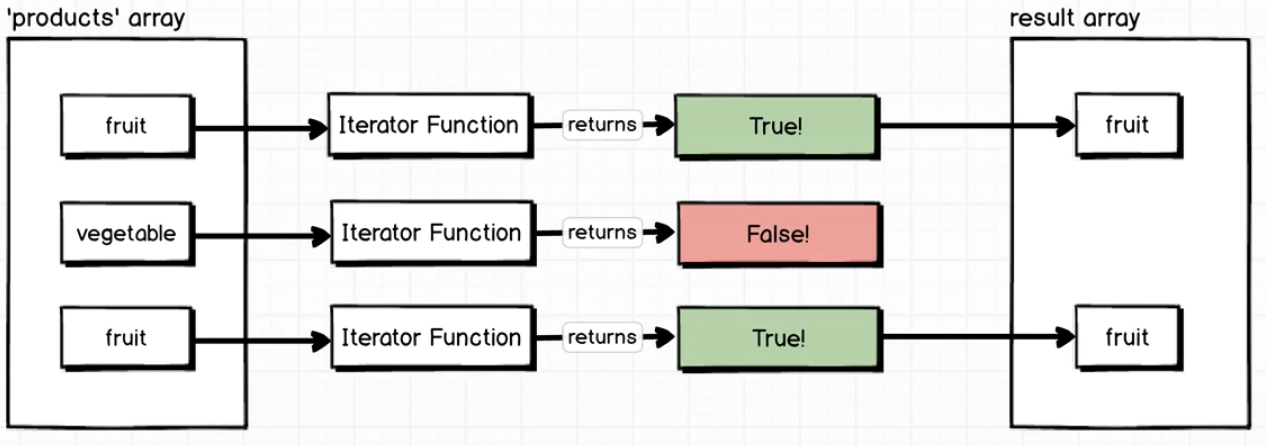 'products' array
result array
fruit
Iterator Function
returns
True!
fruit
vegetable
Iterator Function
returns
False!
fruit
Iterator Function
returns
True!
fruit